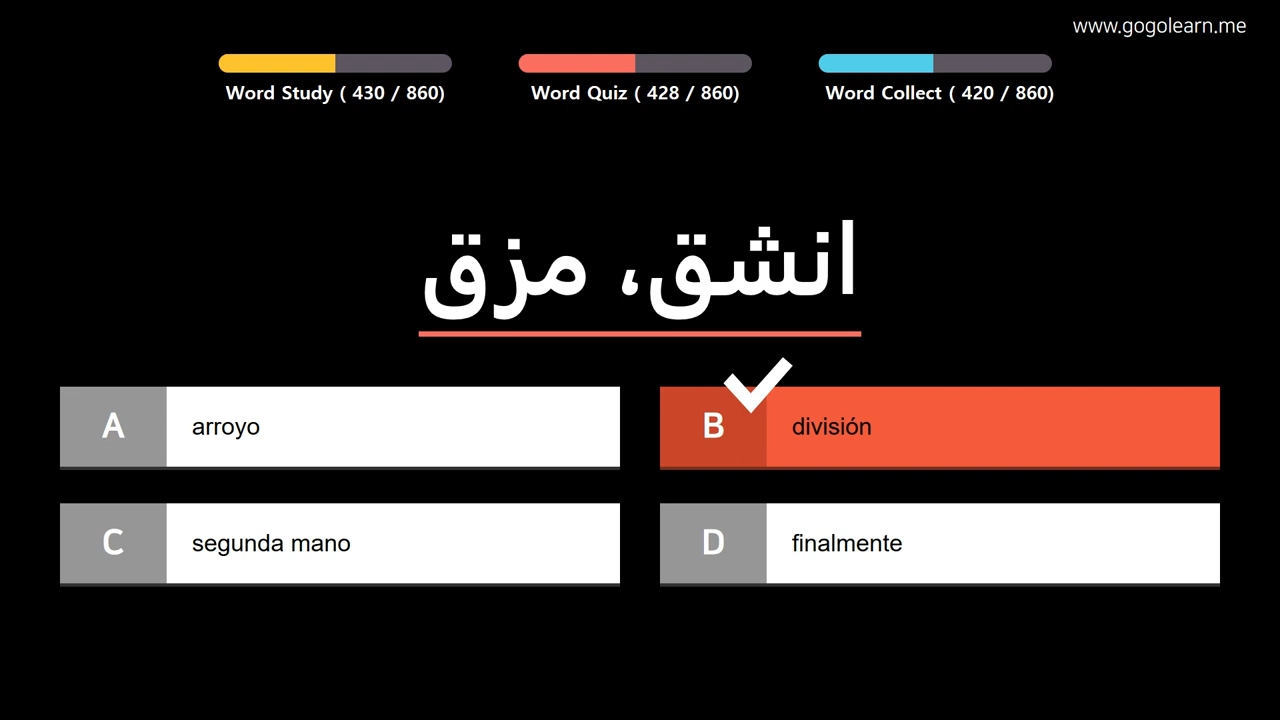 www.gogolearn.me
Word Study ( 430 / 860)
Word Quiz ( 428 / 860)
Word Collect ( 420 / 860)
انشق، مزق
A
arroyo
B
división
C
segunda mano
D
finalmente